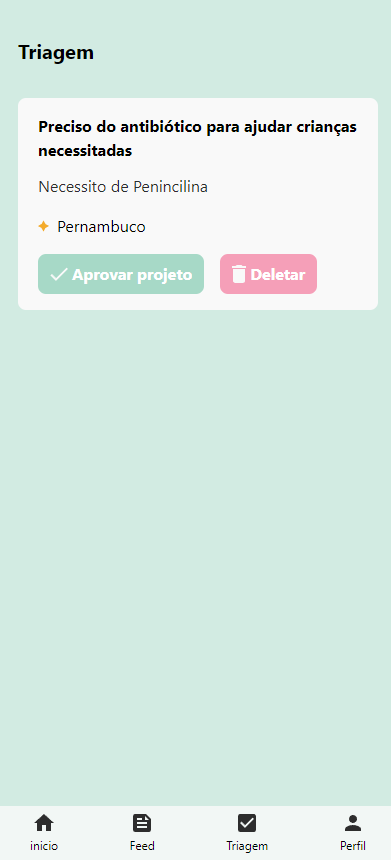 Triagem
Preciso do antibiótico para ajudar crianças
necessitadas
Necessito de Penincilina
Pernambuco
Aprovar projeto
Deletar
inicio
Feed
Triagem
Perfil